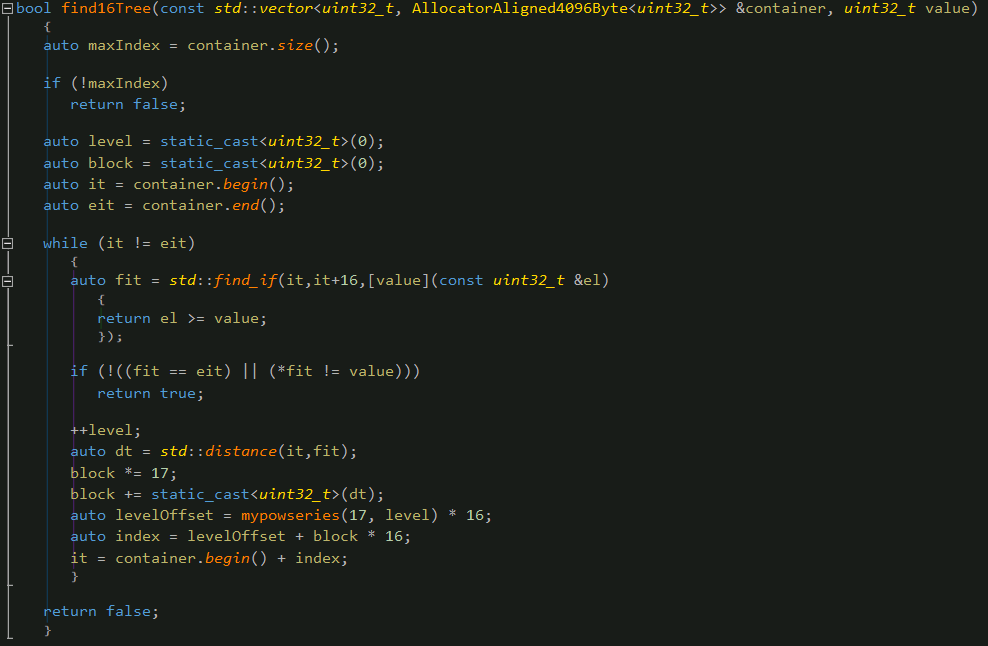 bool find16Tree(const std::vector<uint32_t, AllocatorAligned4096Byte<uint32_t>> &container, uint32_t value)
{
auto maxIndex = container.size();
if (!maxIndex)
return false;
auto level = static_cast<uint32_t>(0);
auto block = static_cast<uint32_t>(0);
auto it = container.begin();
auto eit = container.end();
while (it != eit)
{
auto fit = std::find_if(it,it+16,[value](const uint32_t &el)
{
return el >= value;
});
if (!((fit == eit) || (*fit != value)))
return true;
++level;
auto dt = std::distance(it,fit);
block *= 17;
block += static_cast<uint32_t>(dt);
auto levelOffset = mypowseries(17, level) * 16;
auto index = levelOffset + block * 16;
it = container.begin() + index;
}
return false;
}